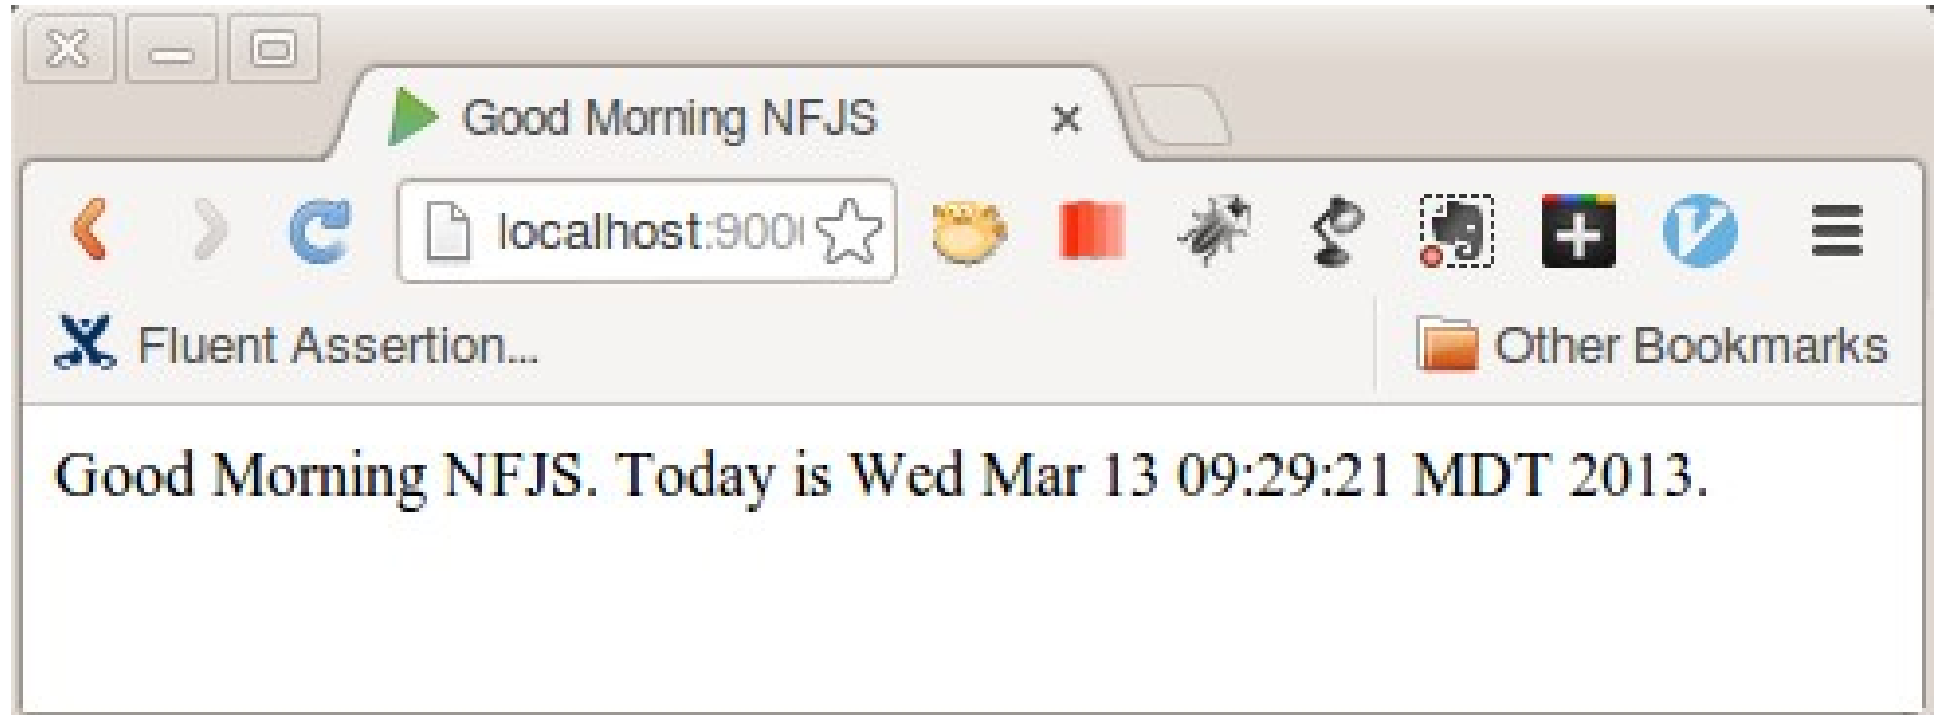 Good Morning NFJS
localhost:900
Fluent Assertion...
Other Bookmarks
Good Morning NFJS. Today is Wed Mar 13 09:29:21 MDT 2013.